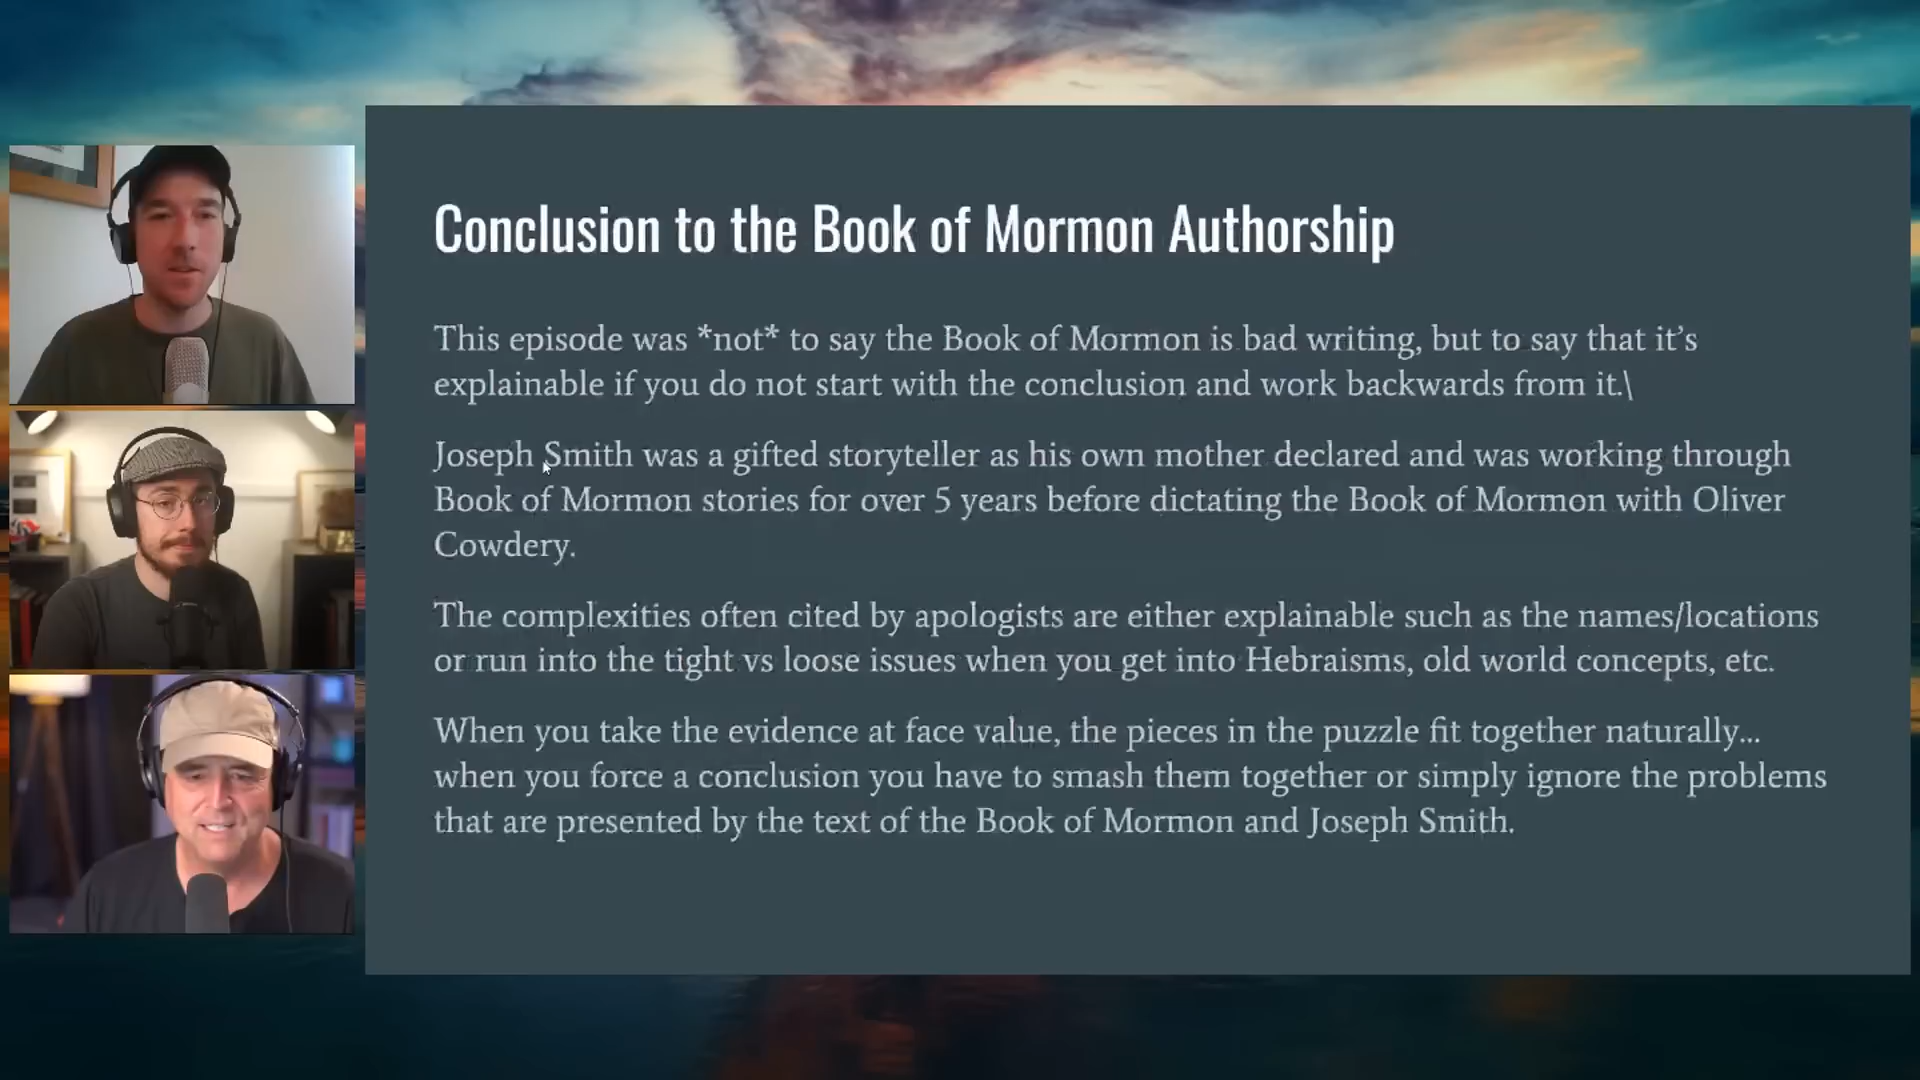 Conclusion to the Book of Mormon Authorship
This episode was *not* to say the Book of Mormon is bad writing, but to say that it's
explainable if you do not start with the conclusion and work backwards from it.\
Joseph Smith was a gifted storyteller as his own mother declared and was working through
Book of Mormon stories for over 5 years before dictating the Book of Mormon with Oliver
Cowdery.
The complexities often cited by apologists are either explainable such as the names/locations
or run into the tight vs loose issues when you get into Hebraisms, old world concepts, etc.
When you take the evidence at face value, the pieces in the puzzle fit together naturally...
when you force a conclusion you have to smash them together or simply ignore the problems
that are presented by the text of the Book of Mormon and Joseph Smith.